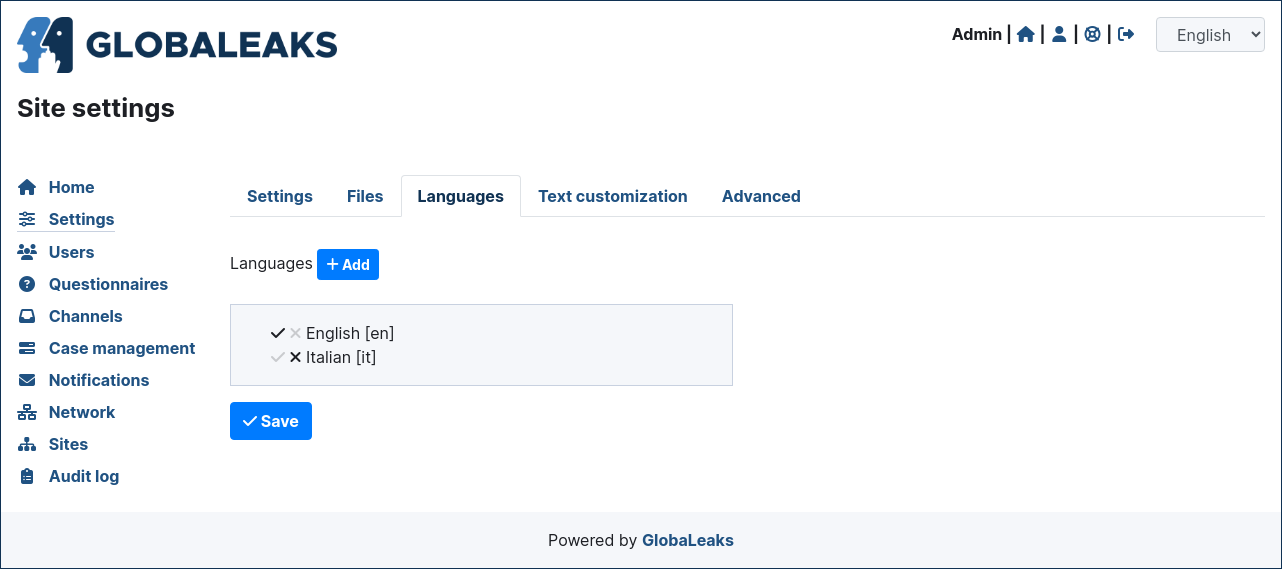 GLOBALEAKS
Admin | | | |
English
Site settings
Home
Settings
Users
Questionnaires
Channels
Case management
Notifications
Network
Sites
Audit log
Settings Files Languages Text customization Advanced
Languages Add
English [en]
Italian [it]
Save
Powered by GlobaLeaks